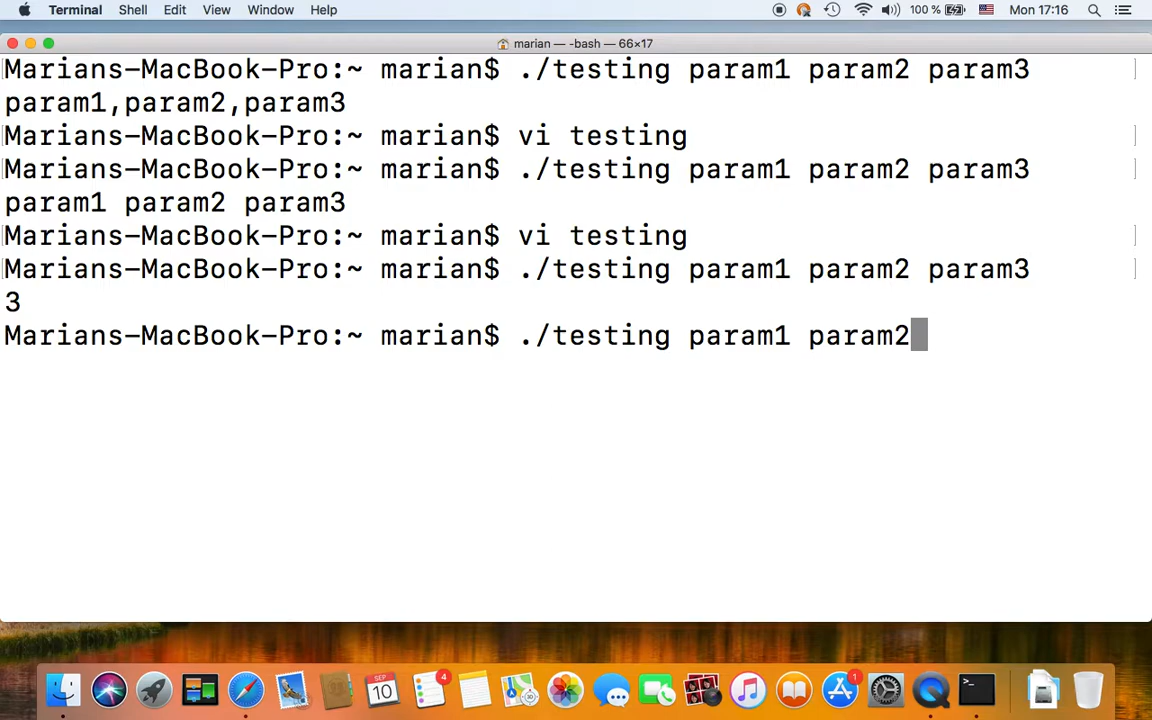 Terminal Shell Edit View Window Help 100 % Mon 17:16
marian — -bash — 66×17
Marians-MacBook-Pro:~ marian$ ./testing param1 param2 param3
param1,param2,param3
Marians-MacBook-Pro:~ marian$ vi testing
Marians-MacBook-Pro:~ marian$ ./testing param1 param2 param3
param1 param2 param3
Marians-MacBook-Pro:~ marian$ vi testing
Marians-MacBook-Pro:~ marian$ ./testing param1 param2 param3
3
Marians-MacBook-Pro:~ marian$ ./testing param1 param2
SEP 4 1
10